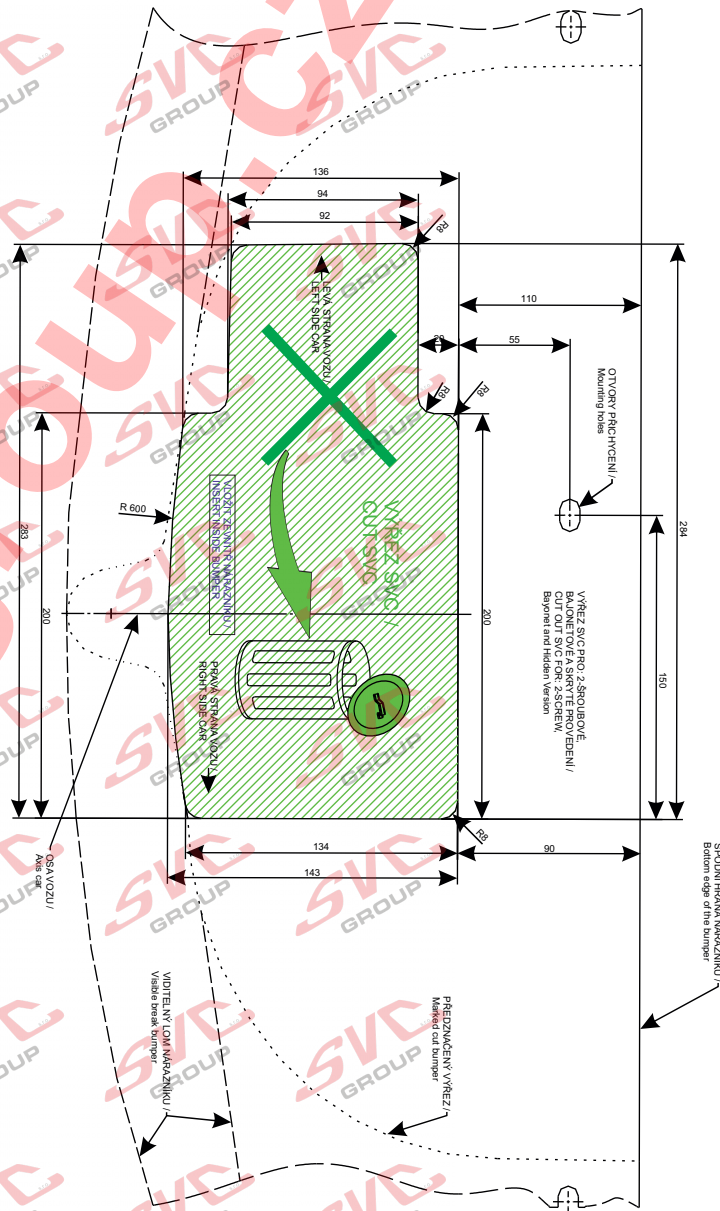 SVC
GROUP
136
94
92
R8
284
110
LEVÁ STRANA VOZU /
LEFT SIDE CAR
55
OTVORY PŘICHYCENÍ /
Mounting holes
R8
R8
283
200
R 600
VLOŽIT ZEVNITŘ NÁRAZNÍKU /
INSERT INSIDE BUMPER
VÝŘEZ SVC /
CUT SVC
200
150
VÝŘEZ SVC PRO: 2-ŠROUBOVÉ,
BAJONETOVÉ A SKRYTÉ PROVEDENÍ /
CUT OUT SVC FOR: 2-SCREW,
Bayonet and Hidden Version
PRAVÁ STRANA VOZU /
RIGHT SIDE CAR
R8
134
143
90
OSA VOZU /
Axis car
SPODNÍ HRANA NÁRAZNÍKU /
Bottom edge of the bumper
VIDITELNÝ LOM NÁRAZNÍKU /
Visible break bumper
PŘEDZNAČENÝ VÝŘEZ /
Marked cut bumper